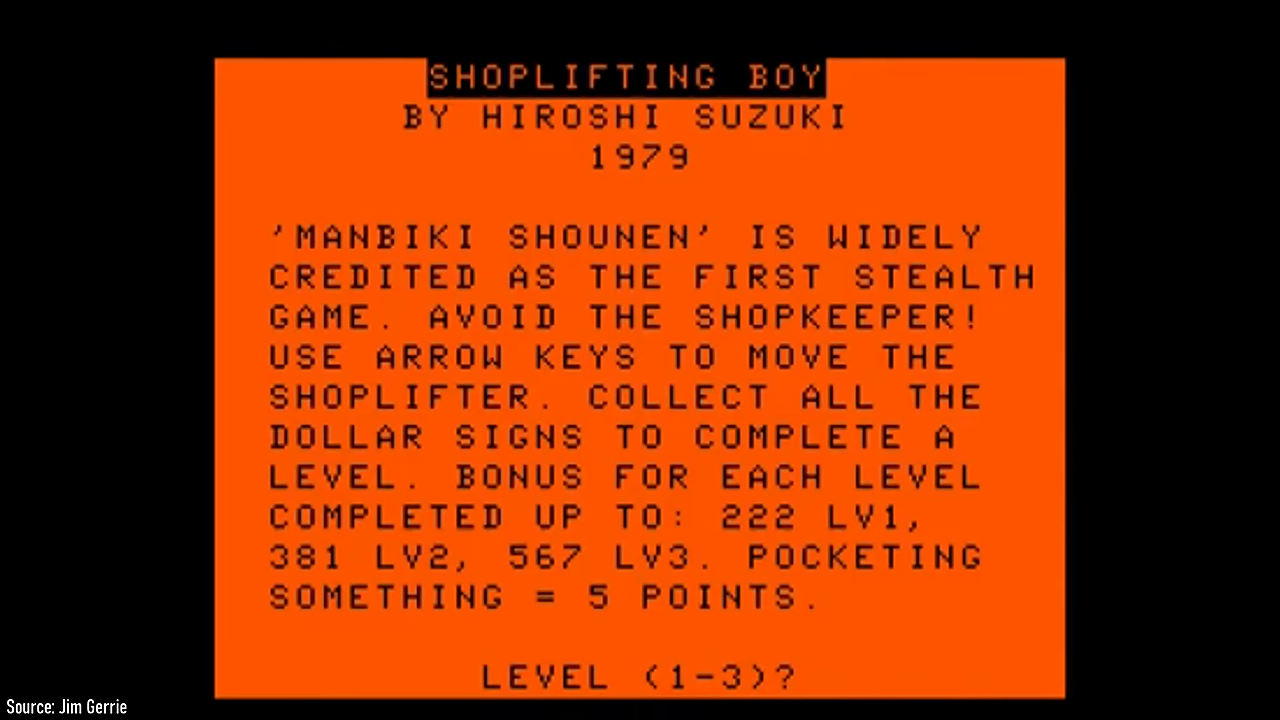 SHOPLIFTING BOY
BY HIROSHI SUZUKI
1979
'MANBIKI SHOUNEN' IS WIDELY
CREDITED AS THE FIRST STEALTH
GAME. AVOID THE SHOPKEEPER!
USE ARROW KEYS TO MOVE THE
SHOPLIFTER. COLLECT ALL THE
DOLLAR SIGNS TO COMPLETE A
LEVEL. BONUS FOR EACH LEVEL
COMPLETED UP TO: 222 LV1,
381 LV2, 567 LV3. POCKETING
SOMETHING = 5 POINTS.
LEVEL (1-3)?
Source: Jim Gerrie